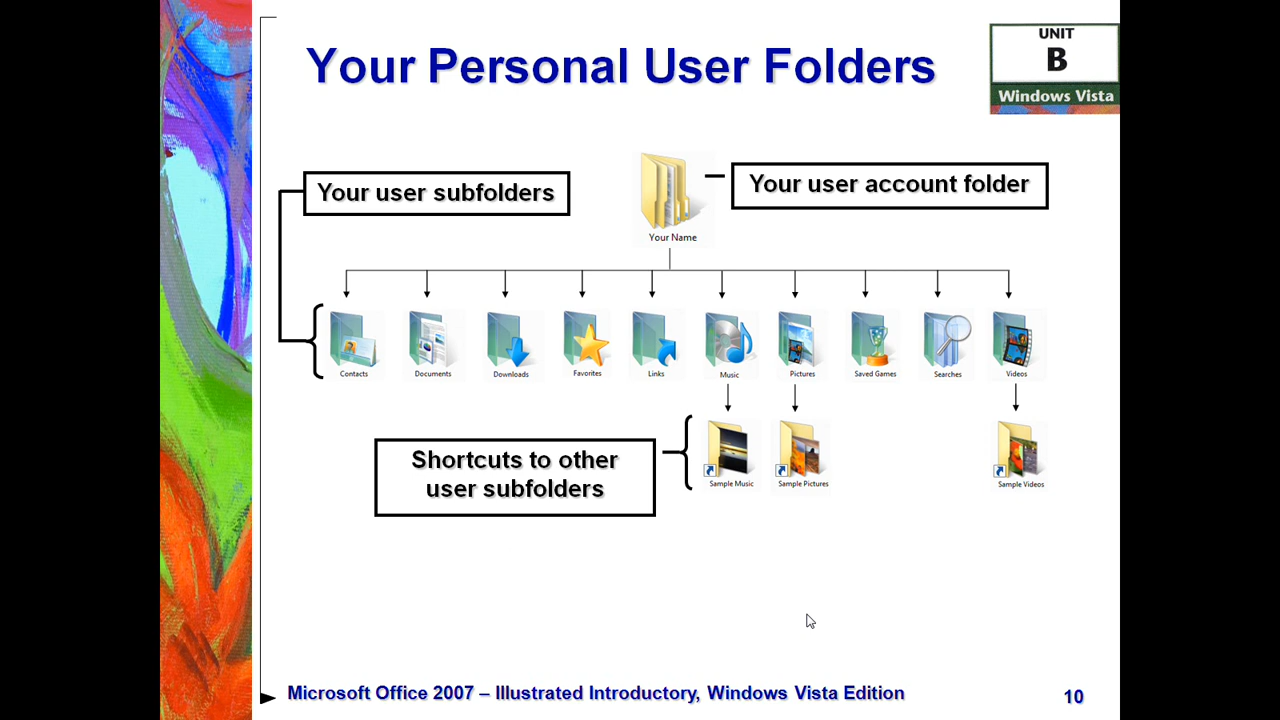 Your Personal User Folders
UNIT
B
Windows Vista
Your user subfolders
Your user account folder
Your Name
Contacts
Documents
Downloads
Favorites
Links
Music
Pictures
Saved Games
Searches
Videos
Shortcuts to other
user subfolders
Sample Music
Sample Pictures
Sample Videos
Microsoft Office 2007 – Illustrated Introductory, Windows Vista Edition
10